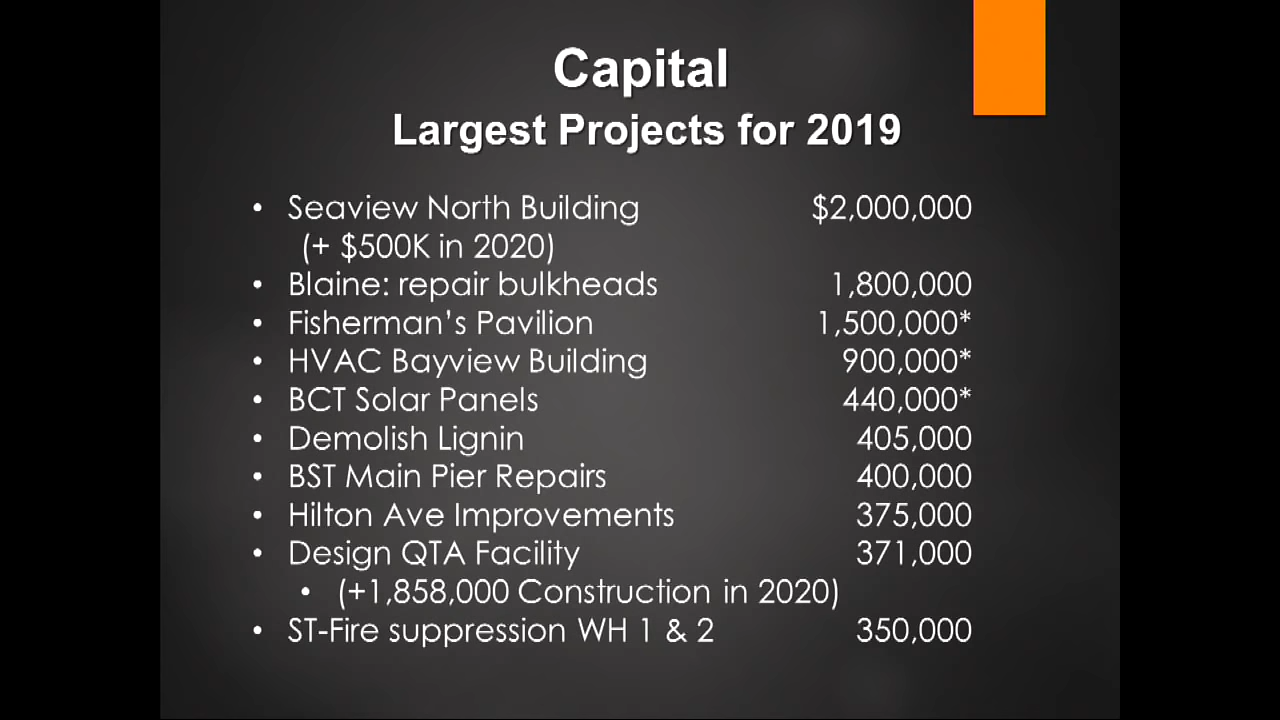 Capital
Largest Projects for 2019
• Seaview North Building $2,000,000
(+ $500K in 2020)
• Blaine: repair bulkheads 1,800,000
• Fisherman's Pavilion 1,500,000*
• HVAC Bayview Building 900,000*
• BCT Solar Panels 440,000*
• Demolish Lignin 405,000
• BST Main Pier Repairs 400,000
• Hilton Ave Improvements 375,000
• Design QTA Facility 371,000
• (+1,858,000 Construction in 2020)
• ST-Fire suppression WH 1 & 2 350,000